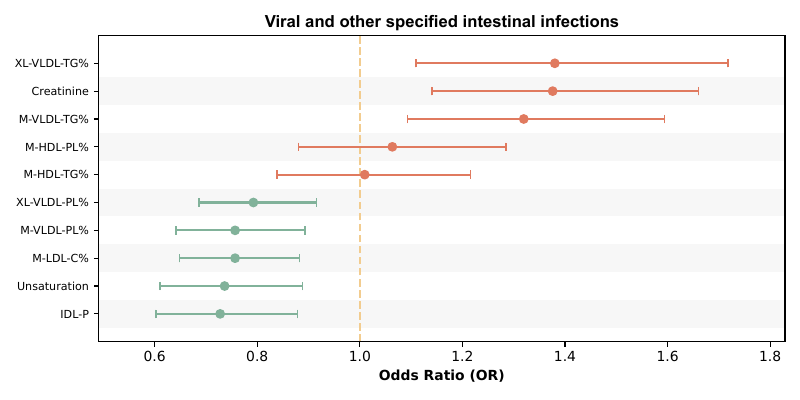 Viral and other specified intestinal infections
XL-VLDL-TG%
Creatinine
M-VLDL-TG%
M-HDL-PL%
M-HDL-TG%
XL-VLDL-PL%
M-VLDL-PL%
M-LDL-C%
Unsaturation
IDL-P
0.6 0.8 1.0 1.2 1.4 1.6 1.8
Odds Ratio (OR)